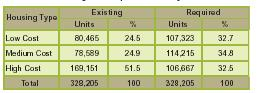 Housing Type Existing Required
Units % Units %
Low Cost 80,465 24.5 107,323 32.7
Medium Cost 78,589 24.9 114,215 34.8
High Cost 169,151 51.5 106,667 32.5
Total 328,205 100 328,205 100